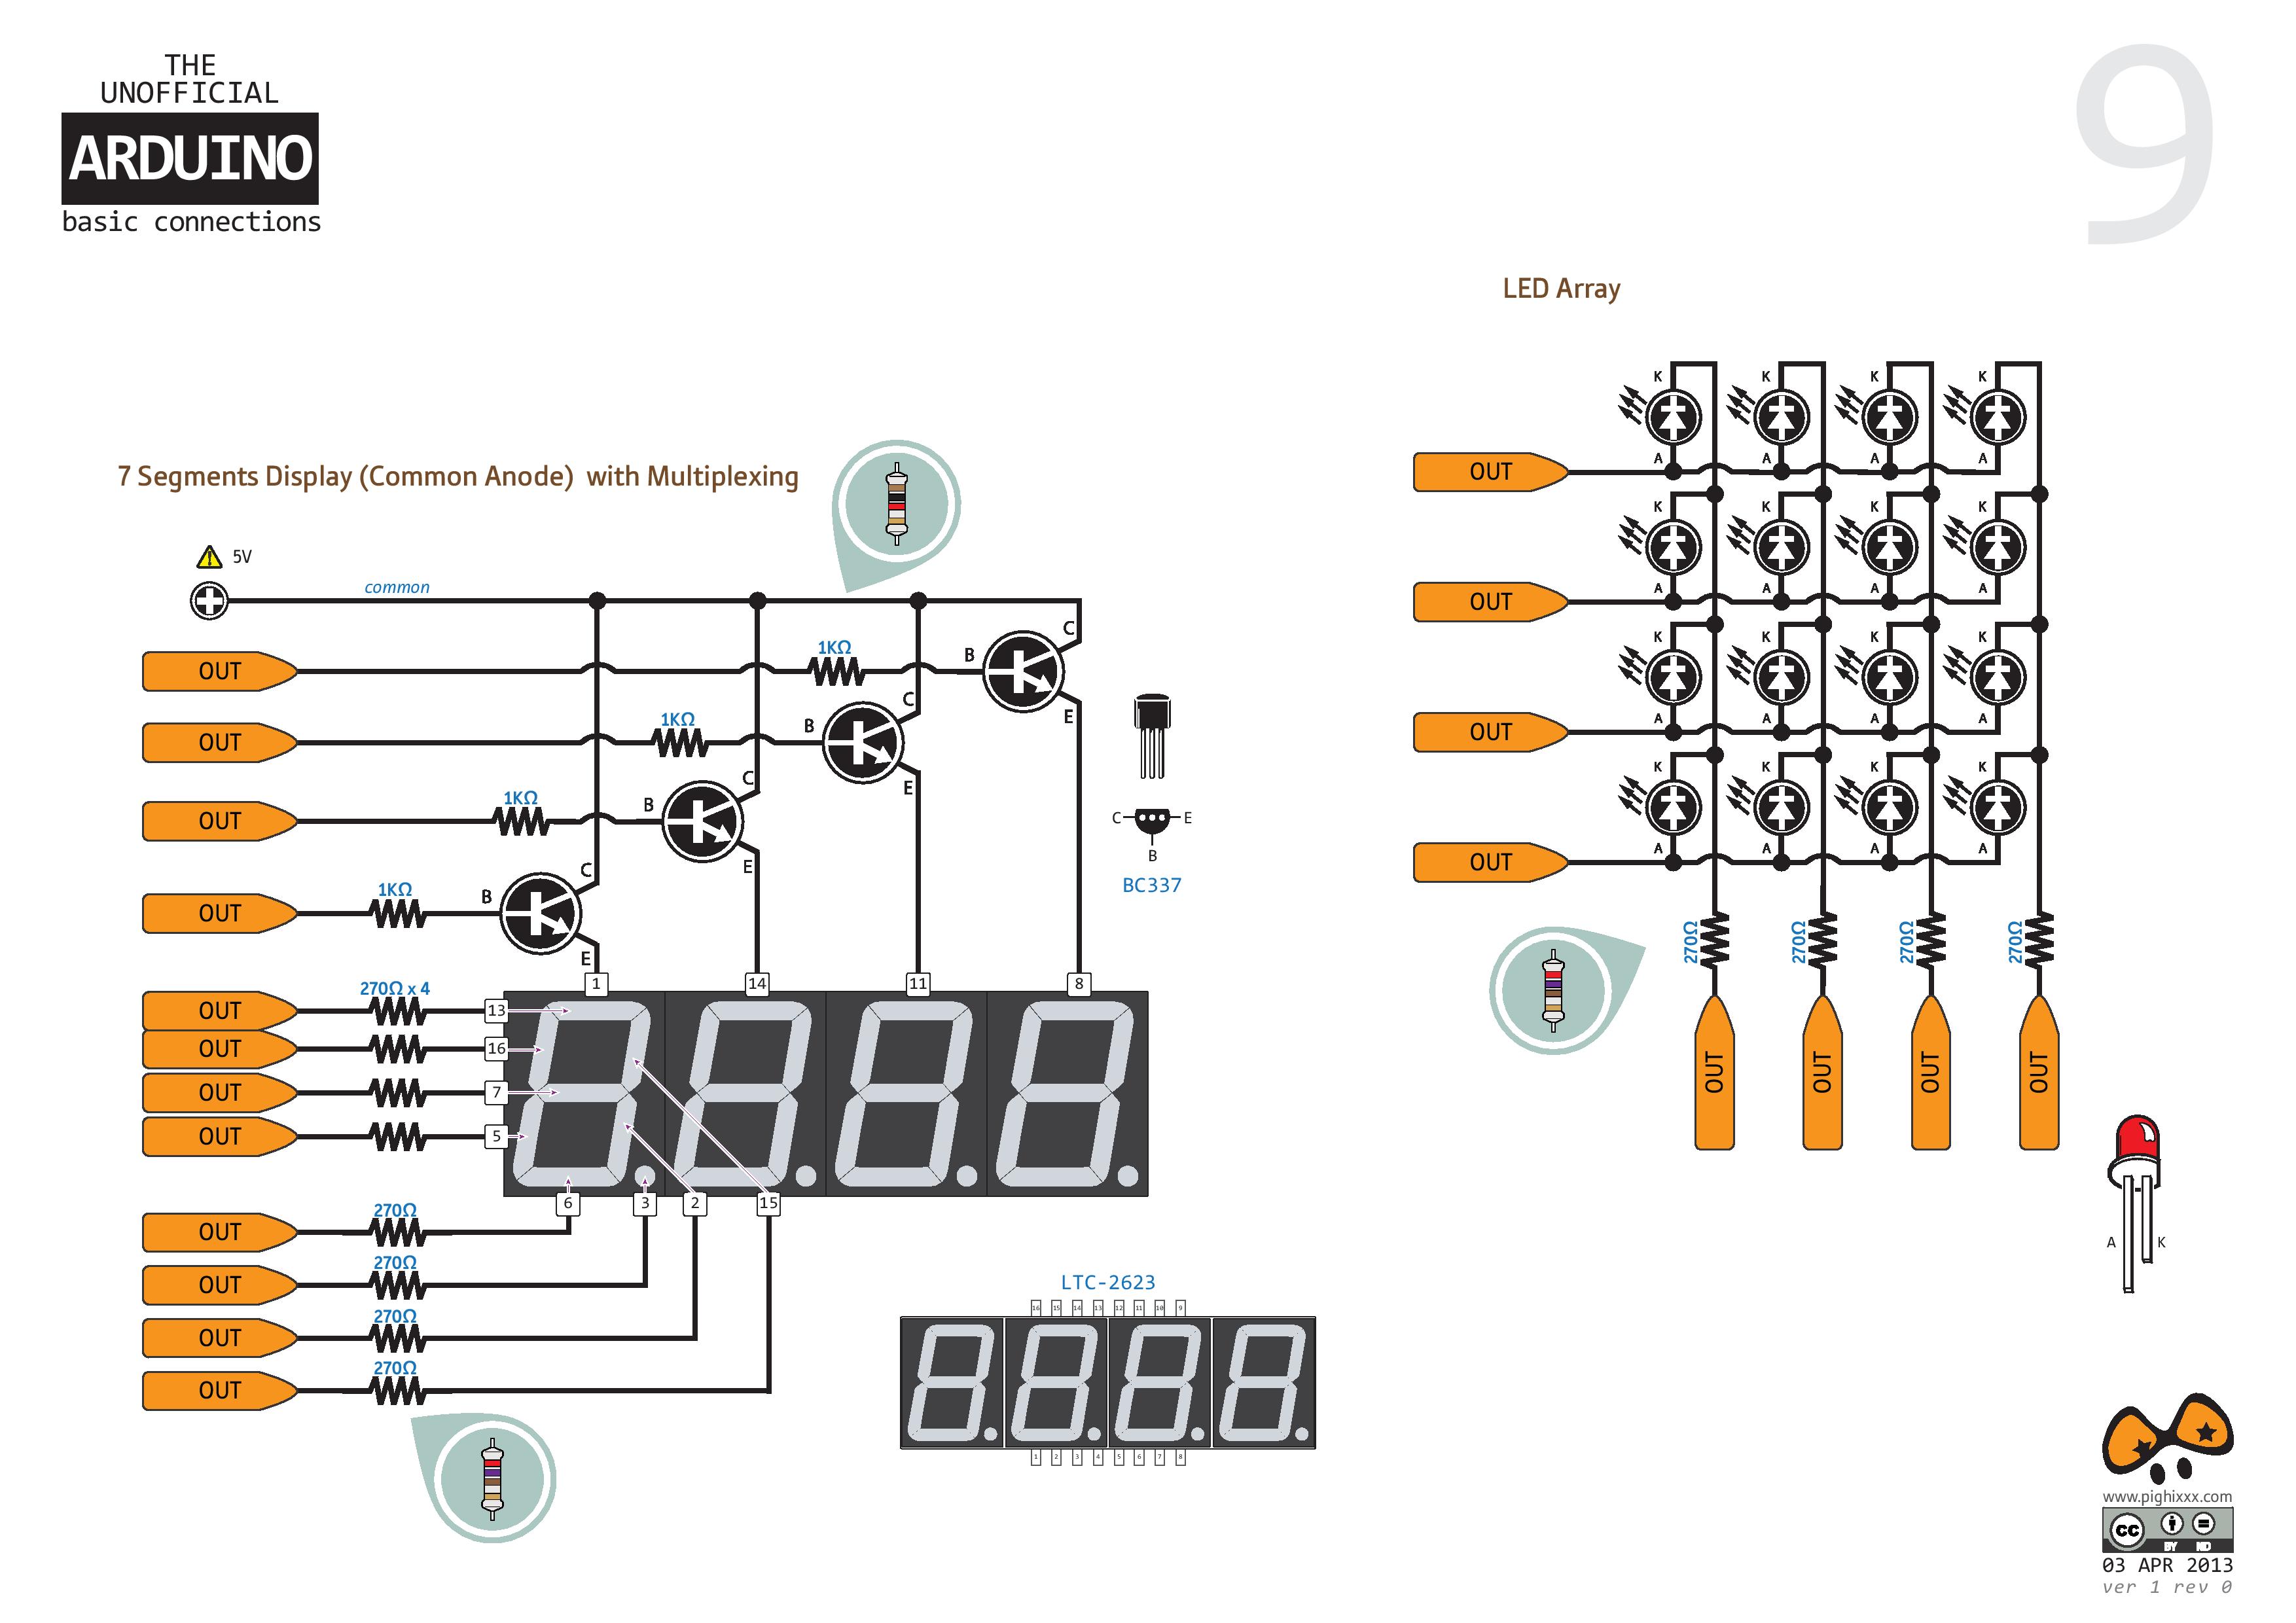 THE
UNOFFICIAL
ARDUINO
basic connections
9
7 Segments Display (Common Anode)  with Multiplexing
5V
common
OUT
1KΩ
B
C
E
OUT
1KΩ
B
C
E
OUT
1KΩ
B
C
E
OUT
1KΩ
B
C
E
C
E
B
BC337
1
14
11
8
270Ω x 4
OUT
13
OUT
16
OUT
7
OUT
5
6
3
2
15
270Ω
OUT
270Ω
OUT
270Ω
OUT
270Ω
OUT
LTC-2623
16 15 14 13 12 11 10 9
1 2 3 4 5 6 7 8
LED Array
K K K K
A A A A
OUT
K K K K
A A A A
OUT
K K K K
A A A A
OUT
K K K K
A A A A
OUT
270Ω 270Ω 270Ω 270Ω
OUT OUT OUT OUT
A K
www.pighixxx.com
cc
BY ND
03 APR 2013
ver 1 rev 0